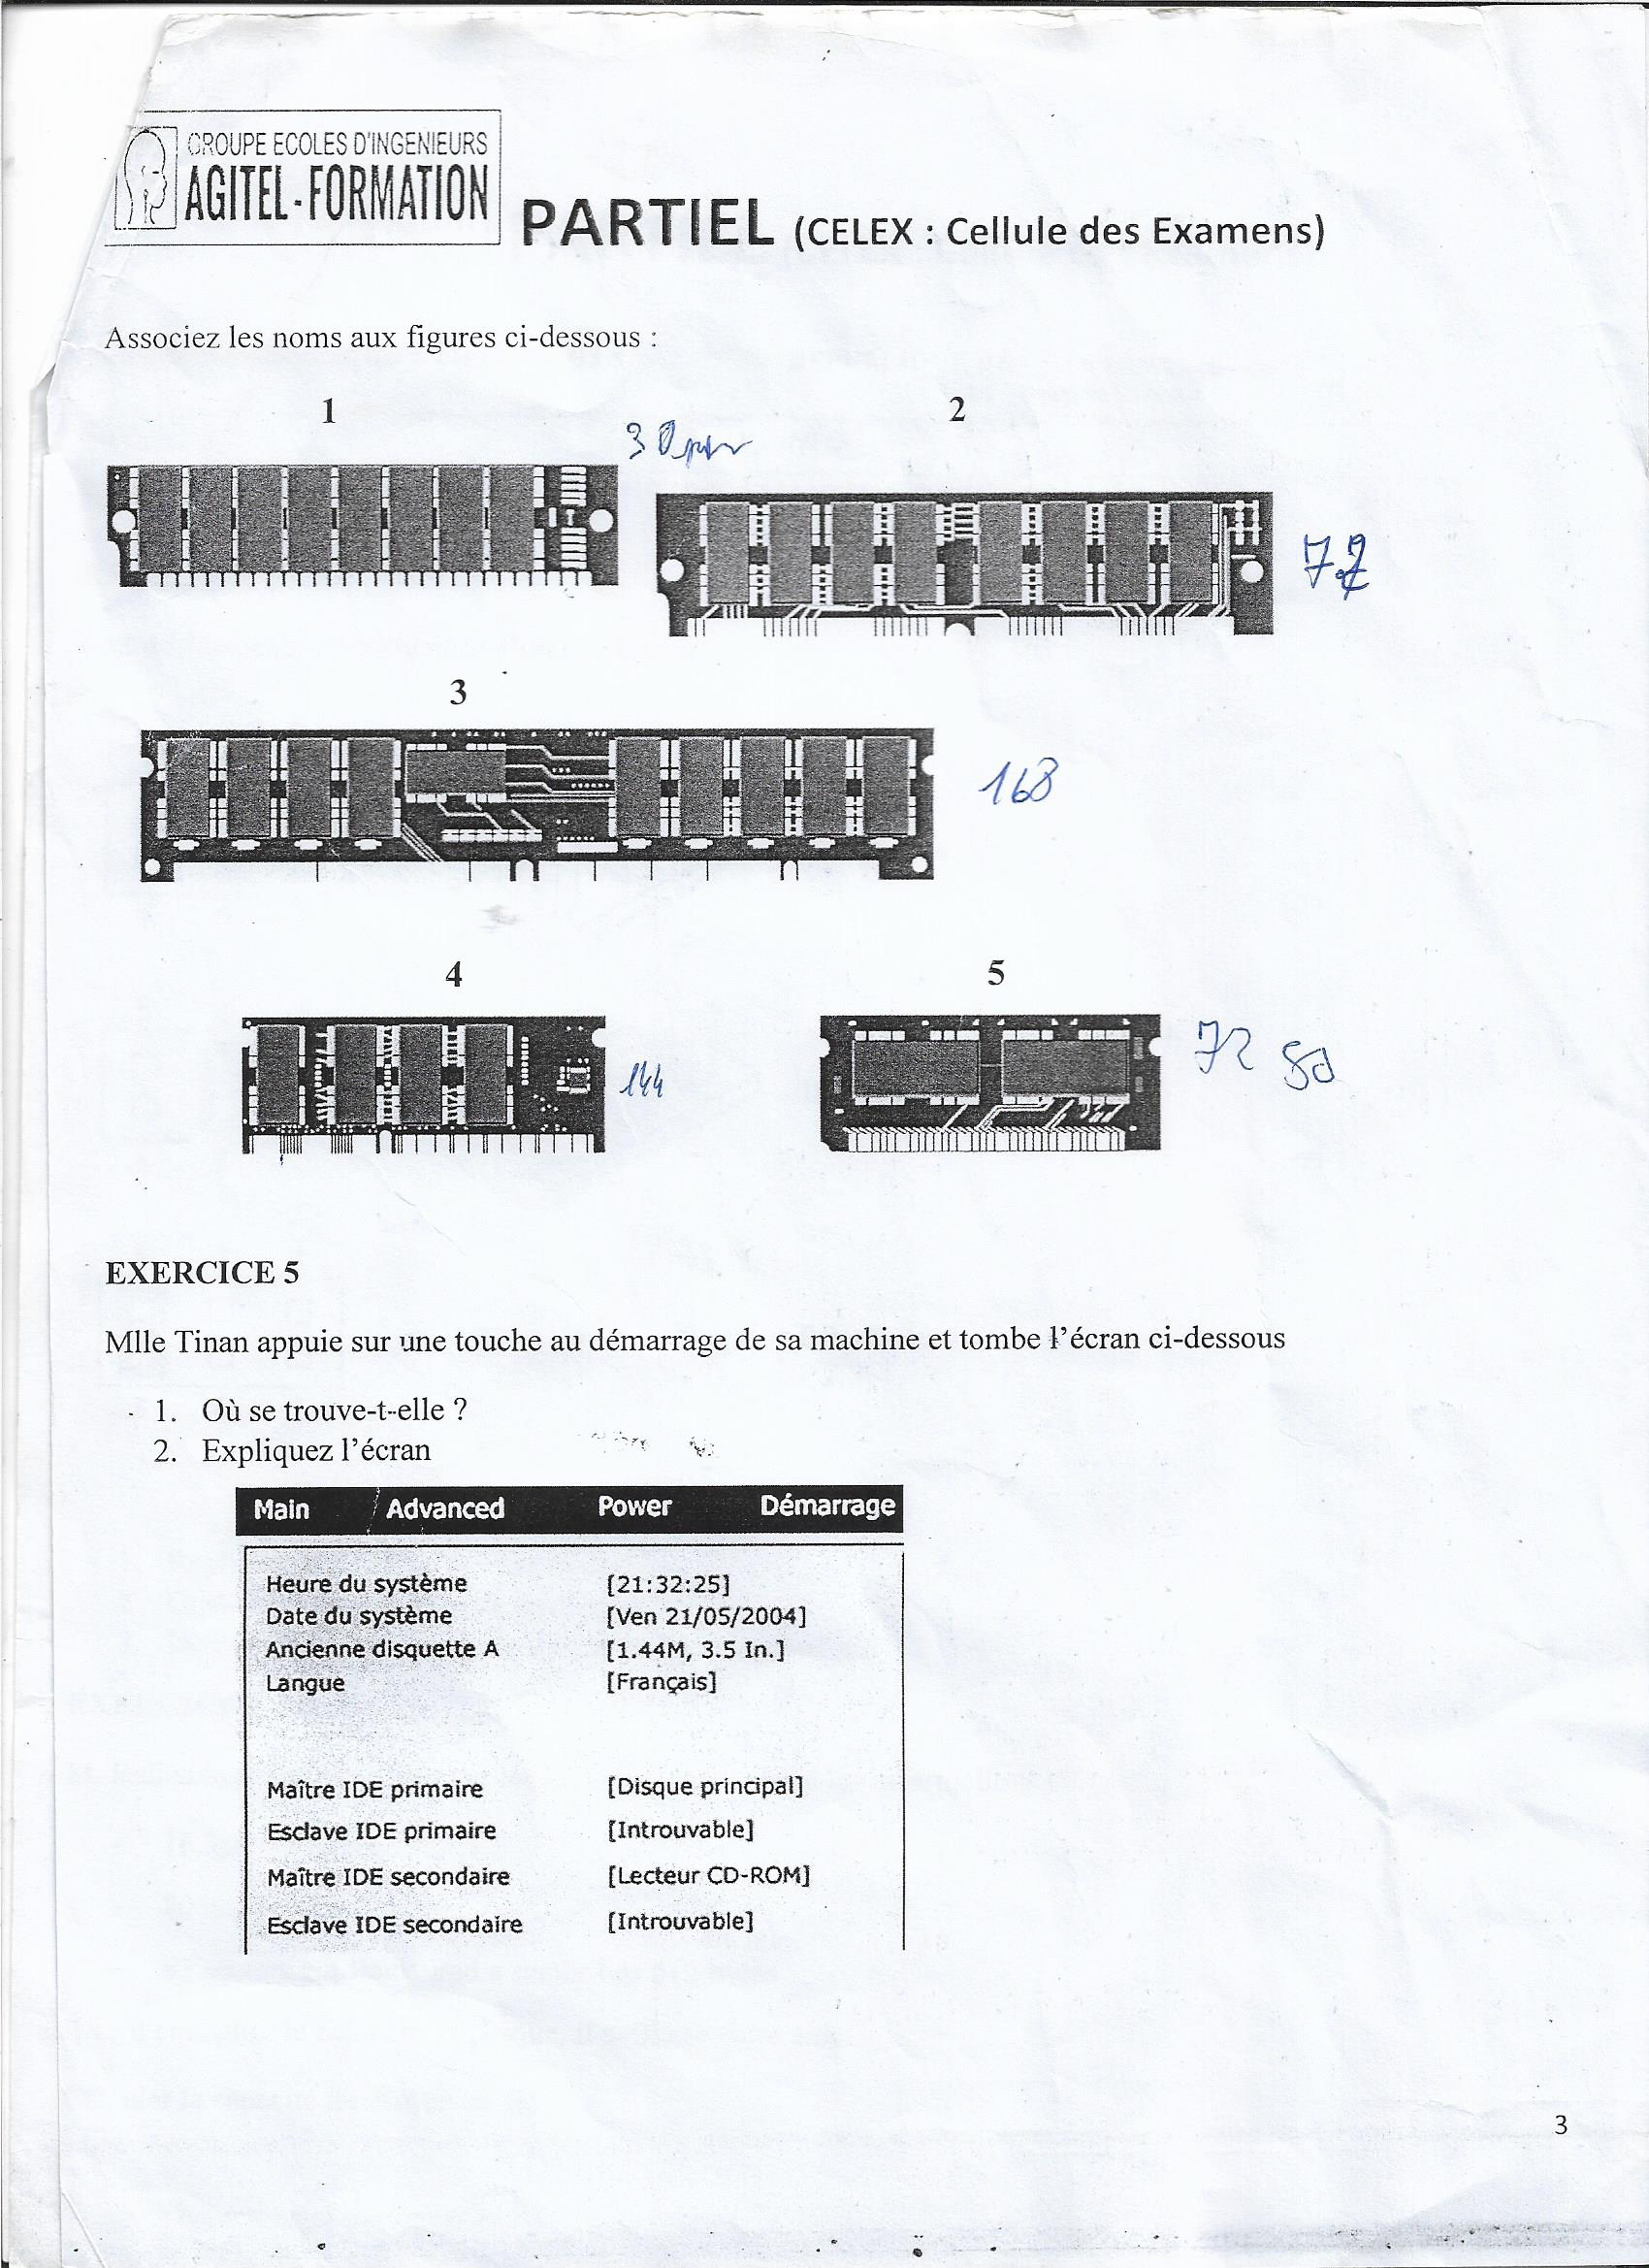 GROUPE ECOLES D'INGENIEURS
AGITEL-FORMATION
PARTIEL (CELEX : Cellule des Examens)
Associez les noms aux figures ci-dessous :
1
2
30
72
3
168
4
5
144
72
EXERCICE 5
Mlle Tinan appuie sur une touche au démarrage de sa machine et tombe l'écran ci-dessous
1. Où se trouve-t-elle ?
2. Expliquez l'écran
Main Advanced Power Démarrage
Heure du système [21:32:25]
Date du système [Ven 21/05/2004]
Ancienne disquette A [1.44M, 3.5 In.]
Langue [Français]
Maître IDE primaire [Disque principal]
Esclave IDE primaire [Introuvable]
Maître IDE secondaire [Lecteur CD-ROM]
Esclave IDE secondaire [Introuvable]
3